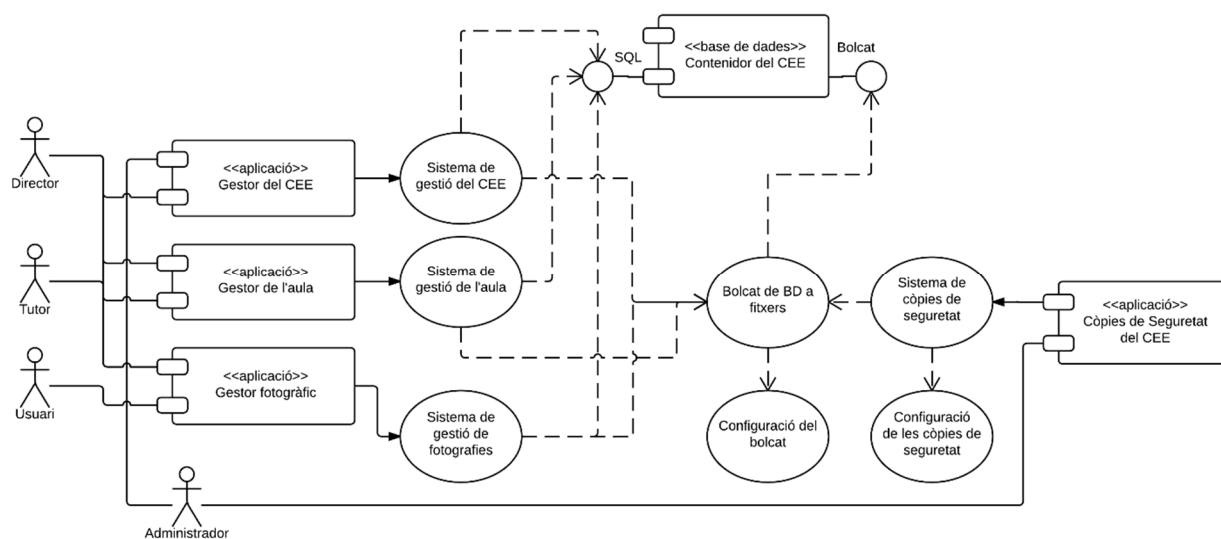 <<base de dades>>
Contenidor del CEE
SQL
Bolcat
Director
<<aplicació>>
Gestor del CEE
Sistema de
gestió del CEE
Tutor
<<aplicació>>
Gestor de l'aula
Sistema de
gestió de l'aula
Bolcat de BD a
fitxers
Sistema de
còpies de
seguretat
<<aplicació>>
Còpies de Seguretat
del CEE
Usuari
<<aplicació>>
Gestor fotogràfic
Sistema de
gestió de
fotografies
Configuració del
bolcat
Configuració
de les còpies de
seguretat
Administrador